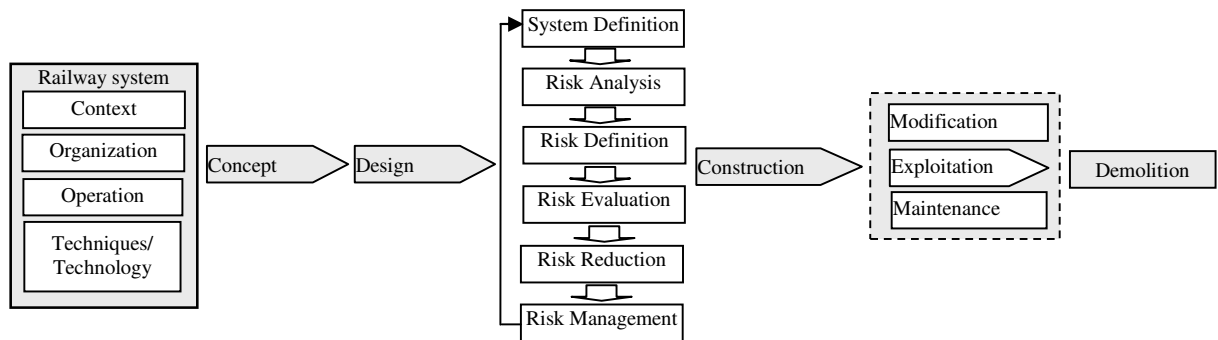 Railway system
Context
Organization
Operation
Techniques/
Technology
Concept
Design
System Definition
Risk Analysis
Risk Definition
Risk Evaluation
Risk Reduction
Risk Management
Construction
Modification
Exploitation
Maintenance
Demolition